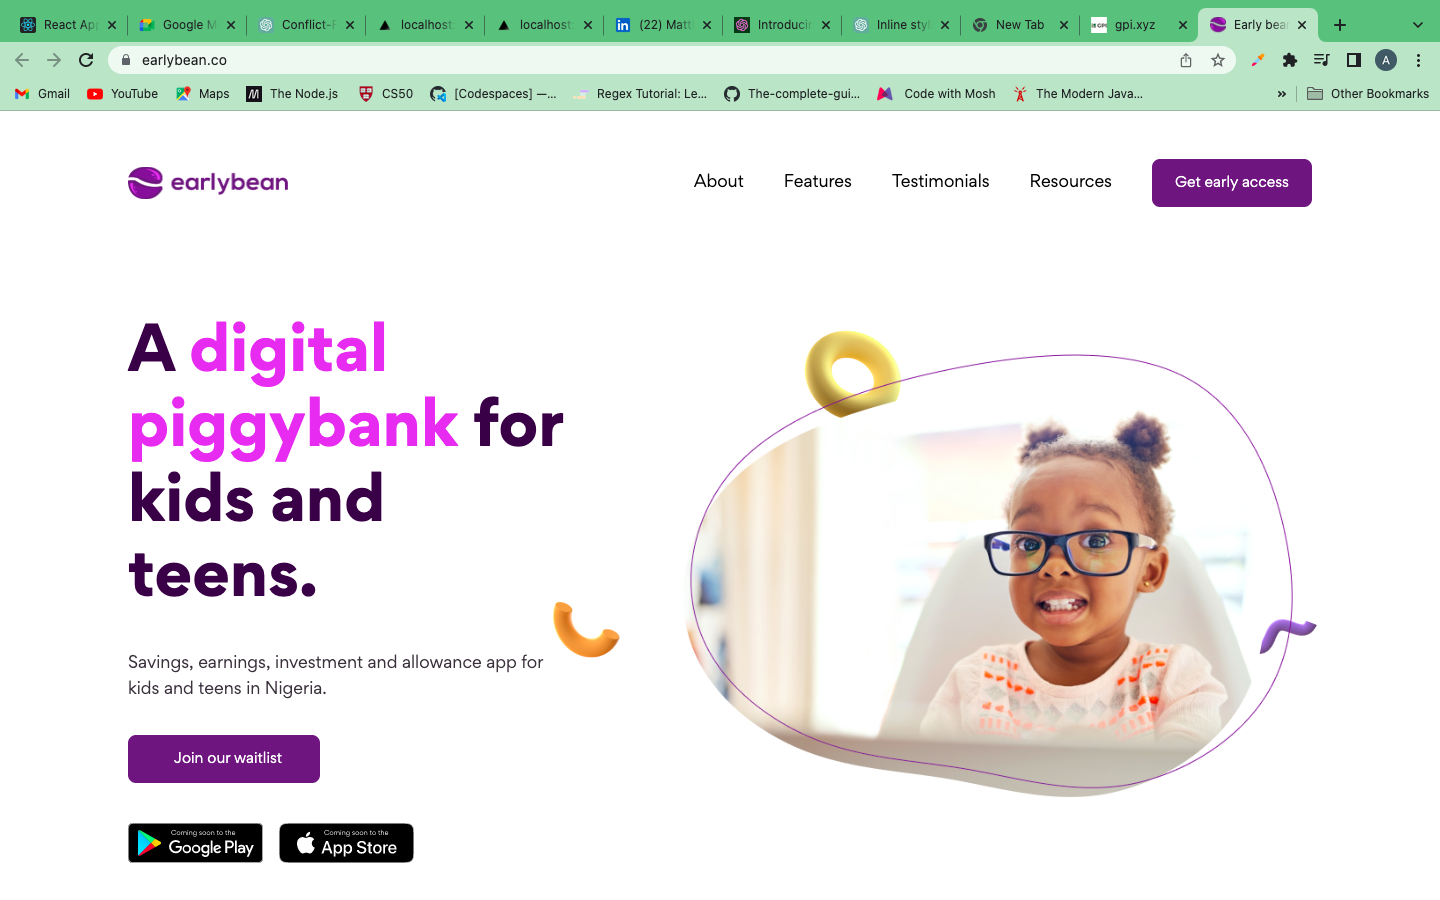 React Ap
Google M
Conflict-F
localhost:
localhost:
(22) Matt
Introducin
Inline sty
New Tab
gpi.xyz
Early bea
earlybean.co
A
Gmail
YouTube
Maps
The Node.js
CS50
[Codespaces] —...
Regex Tutorial: Le...
The-complete-gui...
Code with Mosh
The Modern Java...
»
Other Bookmarks
earlybean
About
Features
Testimonials
Resources
Get early access
A digital
piggybank for
kids and
teens.
Savings, earnings, investment and allowance app for
kids and teens in Nigeria.
Join our waitlist
Coming soon to the
Google Play
Coming soon to the
App Store